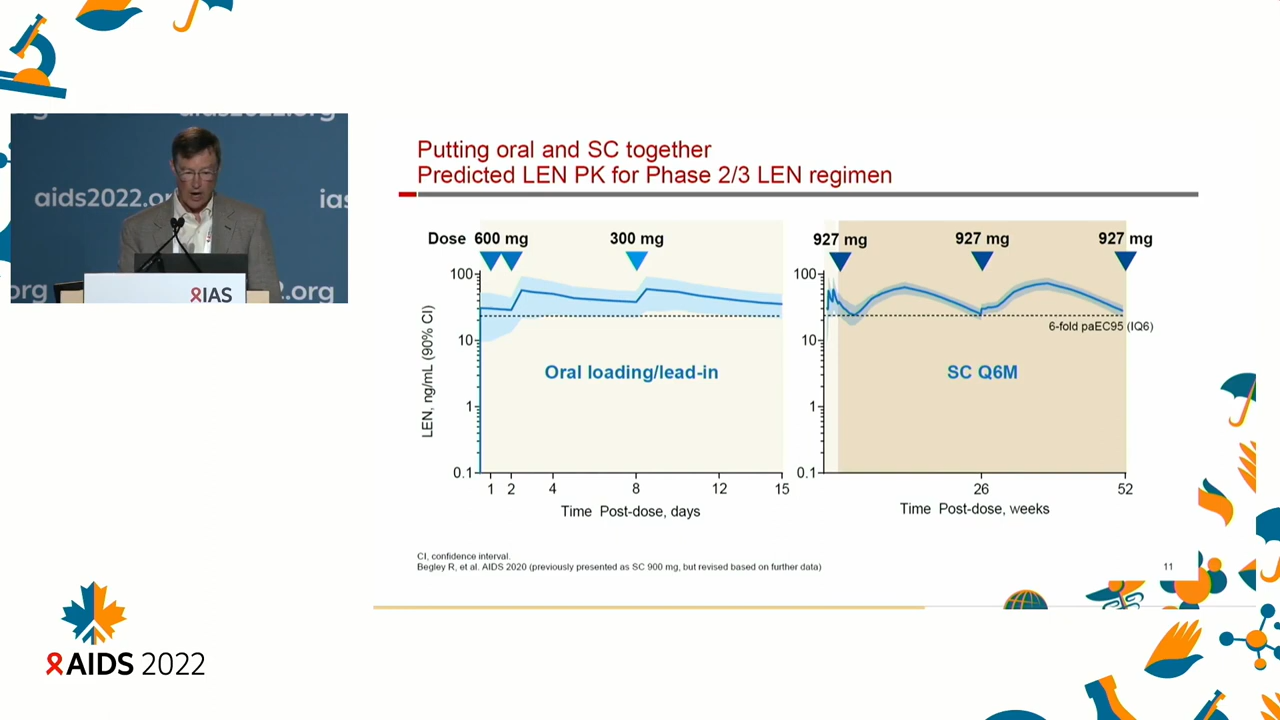 aids2022.org
aids2022.or
ias
org
2.org
IAS
Putting oral and SC together
Predicted LEN PK for Phase 2/3 LEN regimen
Dose 600 mg 300 mg
LEN, ng/mL (90% CI)
100
10
1
0.1
Oral loading/lead-in
1 2 4 8 12 15
Time Post-dose, days
927 mg 927 mg 927 mg
100
10
1
0.1
6-fold paEC95 (IQ6)
SC Q6M
26 52
Time Post-dose, weeks
CI, confidence interval.
Begley R, et al. AIDS 2020 (previously presented as SC 900 mg, but revised based on further data)
11
AIDS 2022